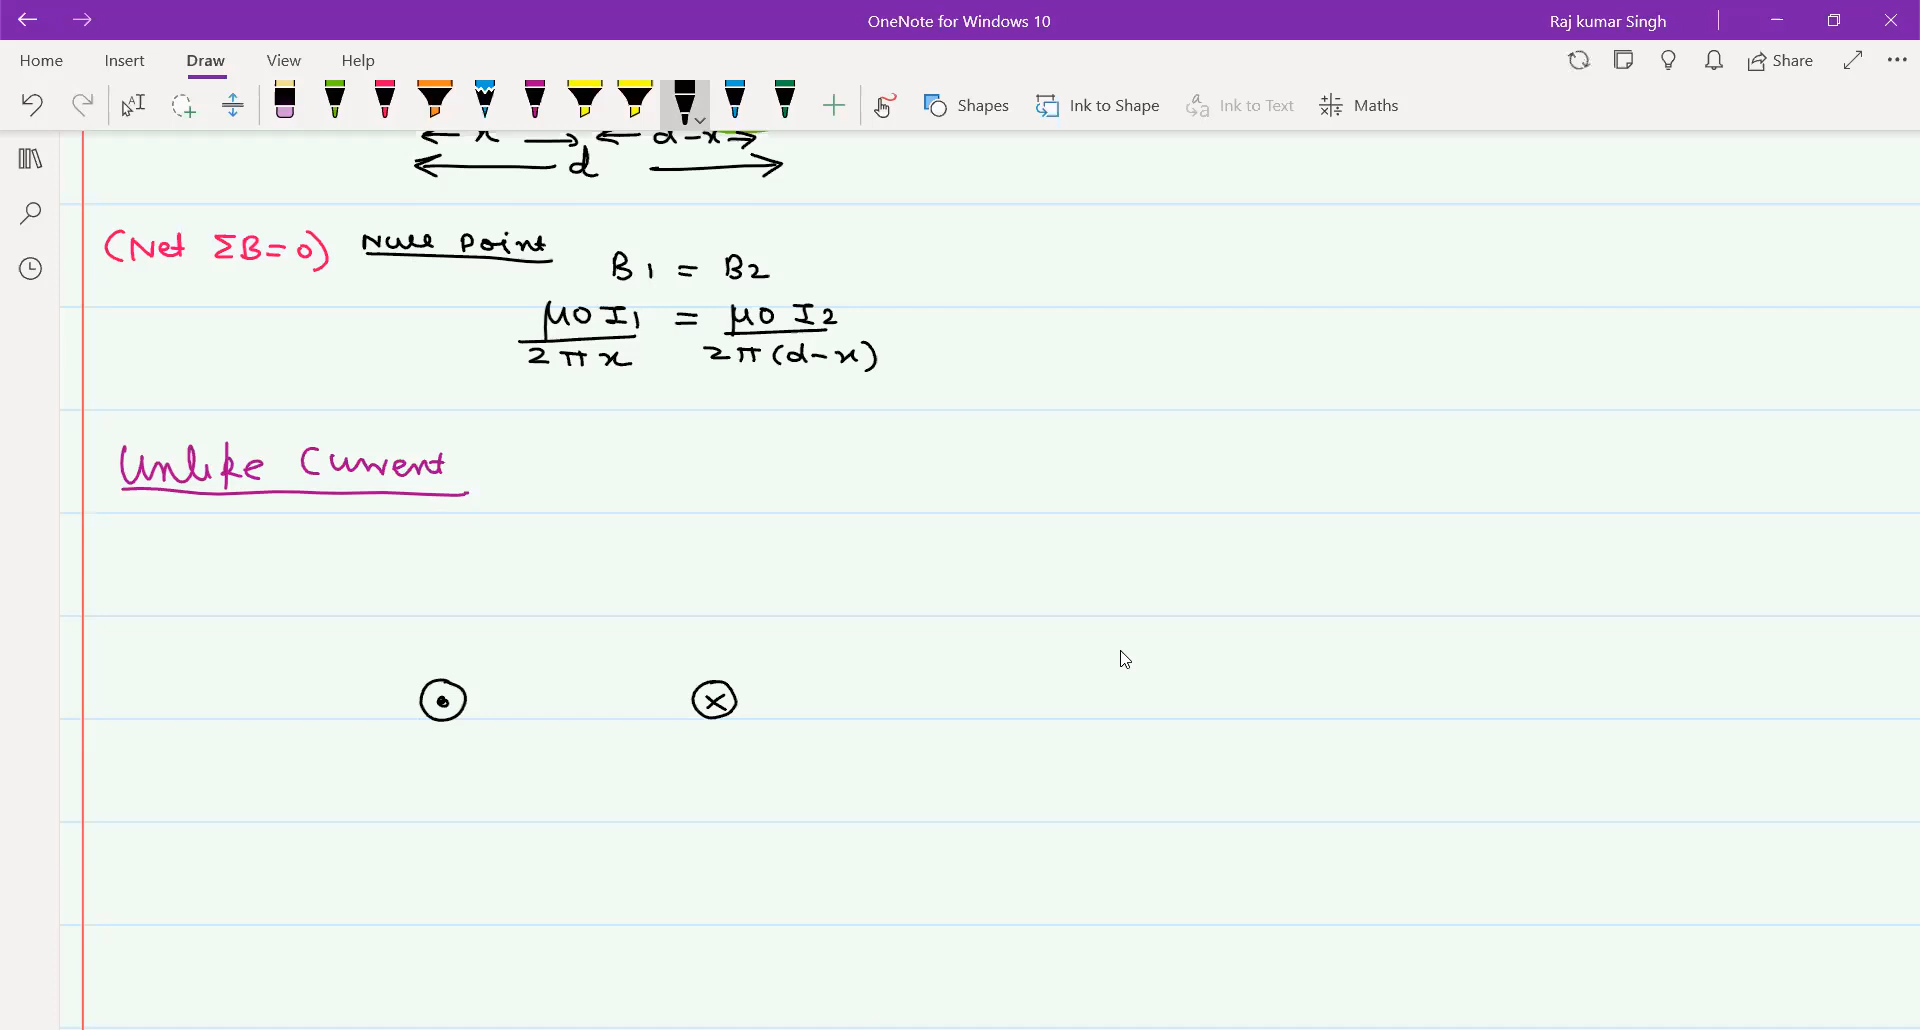 OneNote for Windows 10
Raj kumar Singh
Home Insert Draw View Help
Share
Shapes Ink to Shape Ink to Text Maths
x d-x
d
(Net ΣB=0) Null Point
B1 = B2
μ0 I1 = μ0 I2
2πx 2π(d-x)
Unlike Current